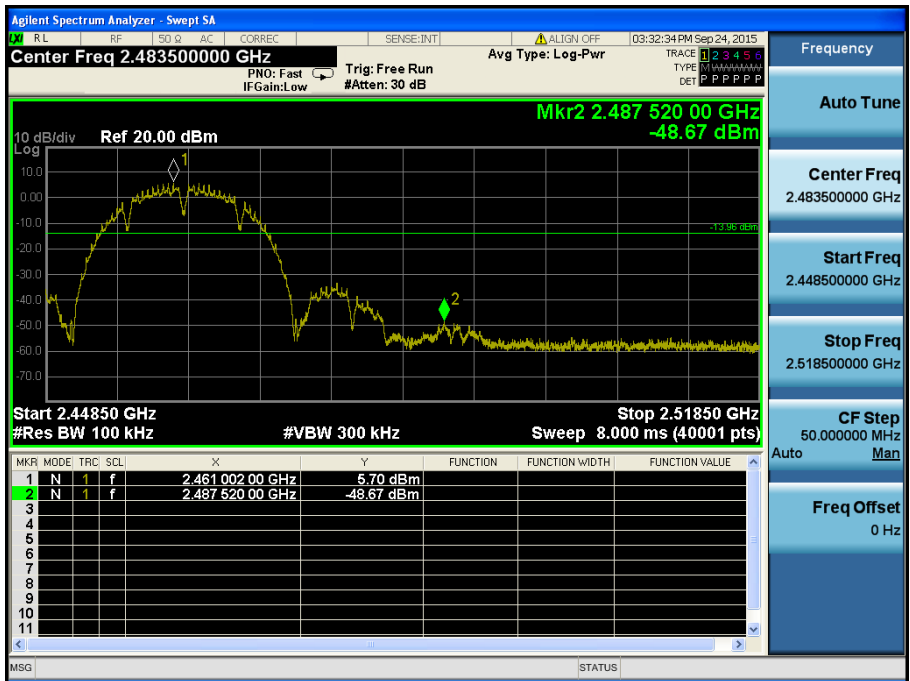 Agilent Spectrum Analyzer - Swept SA
LXI RL RF 50 Ω AC CORREC SENSE:INT ALIGN OFF 03:32:34 PM Sep 24, 2015
Center Freq 2.483500000 GHz
PNO: Fast
IFGain:Low
Trig: Free Run
#Atten: 30 dB
Avg Type: Log-Pwr
TRACE 1 2 3 4 5 6
TYPE M WWWWW
DET P P P P P P
Mkr2 2.487 520 00 GHz
-48.67 dBm
10 dB/div Ref 20.00 dBm
Log
10.0
0.00
-10.0
-20.0
-30.0
-40.0
-50.0
-60.0
-70.0
1
2
-13.96 dBm
Start 2.44850 GHz Stop 2.51850 GHz
#Res BW 100 kHz #VBW 300 kHz Sweep 8.000 ms (40001 pts)
MKR MODE TRC SCL X Y FUNCTION FUNCTION WIDTH FUNCTION VALUE
1 N 1 f 2.461 002 00 GHz 5.70 dBm
2 N 1 f 2.487 520 00 GHz -48.67 dBm
3
4
5
6
7
8
9
10
11
MSG STATUS
Frequency
Auto Tune
Center Freq
2.483500000 GHz
Start Freq
2.448500000 GHz
Stop Freq
2.518500000 GHz
CF Step
50.000000 MHz
Auto Man
Freq Offset
0 Hz